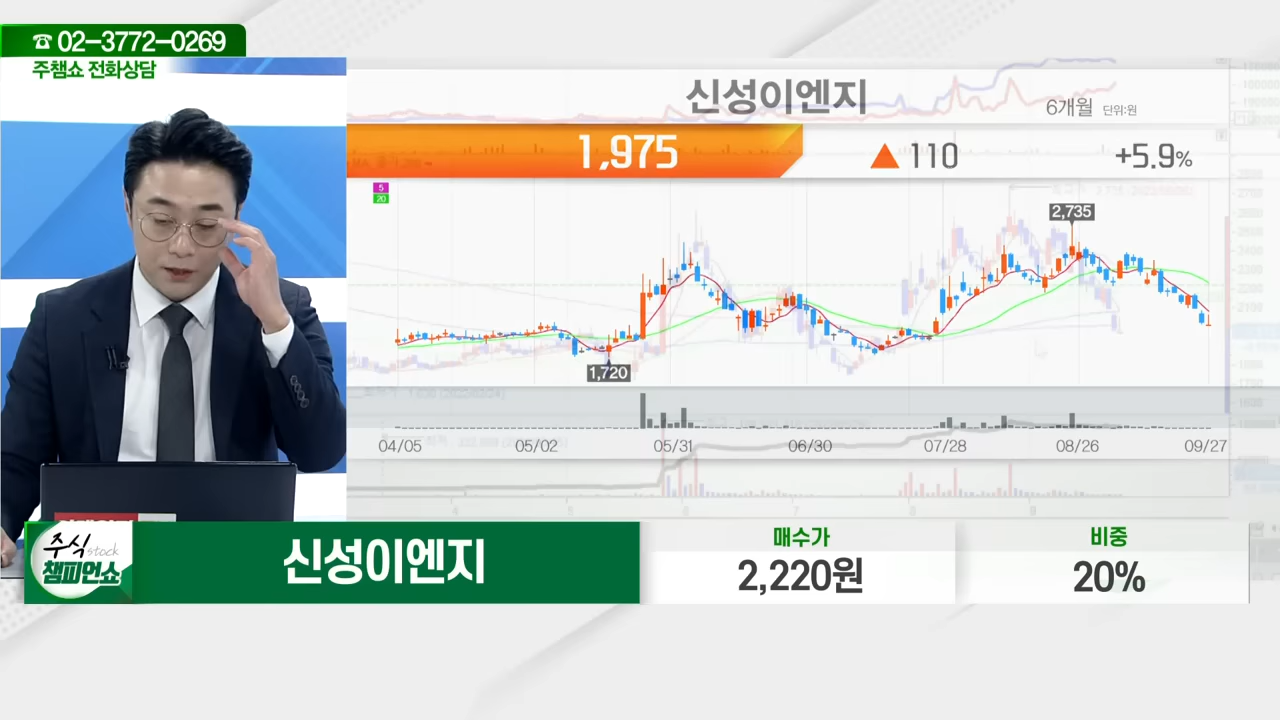 ☎ 02-3772-0269
주챔쇼 전화상담
신성이엔지
6개월 단위:원
1,975 ▲ 110 +5.9%
5
20
2,735
1,720
04/05 05/02 05/31 06/30 07/28 08/26 09/27
주식 stock
챔피언쇼
신성이엔지
매수가
2,220원
비중
20%